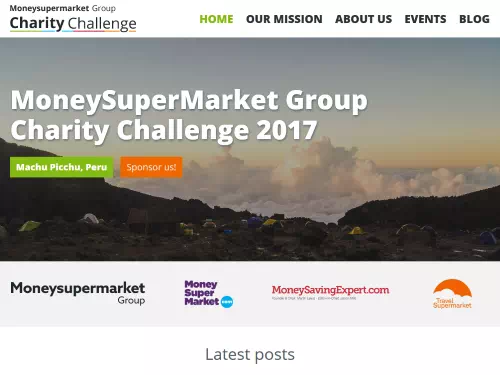 Moneysupermarket Group
Charity Challenge
HOME OUR MISSION ABOUT US EVENTS BLOG
MoneySuperMarket Group
Charity Challenge 2017
Machu Picchu, Peru Sponsor us!
Moneysupermarket
Group
Money
Super
Market
.com
MoneySavingExpert.com
Travel
Supermarket
Latest posts